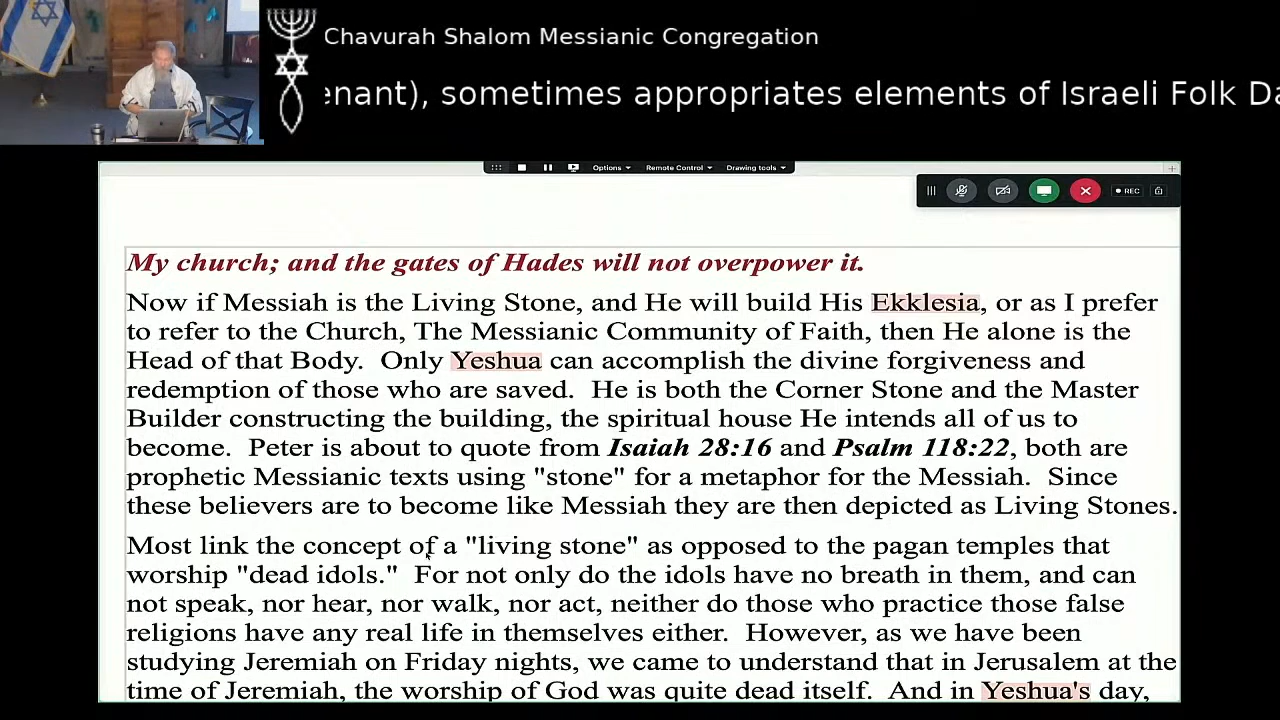 Chavurah Shalom Messianic Congregation
enant), sometimes appropriates elements of Israeli Folk Da
Options
Remote Control
Drawing tools
REC
My church; and the gates of Hades will not overpower it.
Now if Messiah is the Living Stone, and He will build His Ekklesia, or as I prefer
to refer to the Church, The Messianic Community of Faith, then He alone is the
Head of that Body. Only Yeshua can accomplish the divine forgiveness and
redemption of those who are saved. He is both the Corner Stone and the Master
Builder constructing the building, the spiritual house He intends all of us to
become. Peter is about to quote from Isaiah 28:16 and Psalm 118:22, both are
prophetic Messianic texts using "stone" for a metaphor for the Messiah. Since
these believers are to become like Messiah they are then depicted as Living Stones.
Most link the concept of a "living stone" as opposed to the pagan temples that
worship "dead idols." For not only do the idols have no breath in them, and can
not speak, nor hear, nor walk, nor act, neither do those who practice those false
religions have any real life in themselves either. However, as we have been
studying Jeremiah on Friday nights, we came to understand that in Jerusalem at the
time of Jeremiah, the worship of God was quite dead itself. And in Yeshua's day,